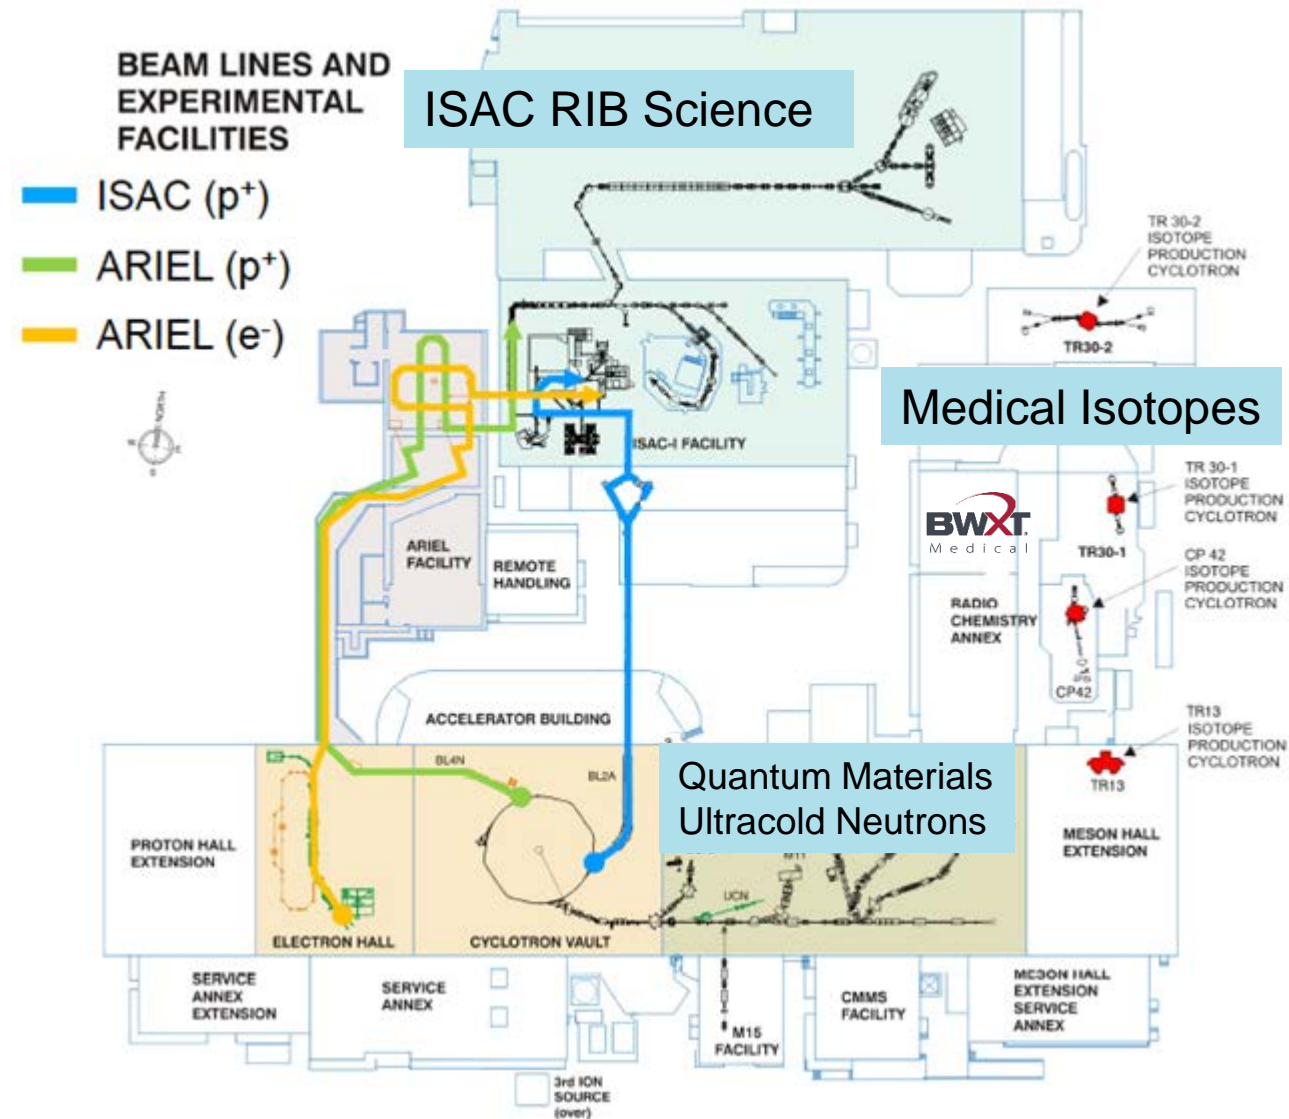 BEAM LINES AND
EXPERIMENTAL
FACILITIES
ISAC (p+)
ARIEL (p+)
ARIEL (e-)
ISAC RIB Science
TR 30-2
ISOTOPE
PRODUCTION
CYCLOTRON
TR30-2
Medical Isotopes
ISAC-I FACILITY
TR 30-1
ISOTOPE
PRODUCTION
CYCLOTRON
BWXT
Medical
TR30-1
ARIEL
FACILITY
REMOTE
HANDLING
CP 42
ISOTOPE
PRODUCTION
CYCLOTRON
RADIO
CHEMISTRY
ANNEX
CP42
ACCELERATOR BUILDING
TR13
ISOTOPE
PRODUCTION
CYCLOTRON
BL4N
BL2A
Quantum Materials
Ultracold Neutrons
TR13
PROTON HALL
EXTENSION
MESON HALL
EXTENSION
M11
UCN
ELECTRON HALL
CYCLOTRON VAULT
SERVICE
ANNEX
EXTENSION
SERVICE
ANNEX
M15
FACILITY
CMMS
FACILITY
MESON HALL
EXTENSION
SERVICE
ANNEX
3rd ION
SOURCE
(over)